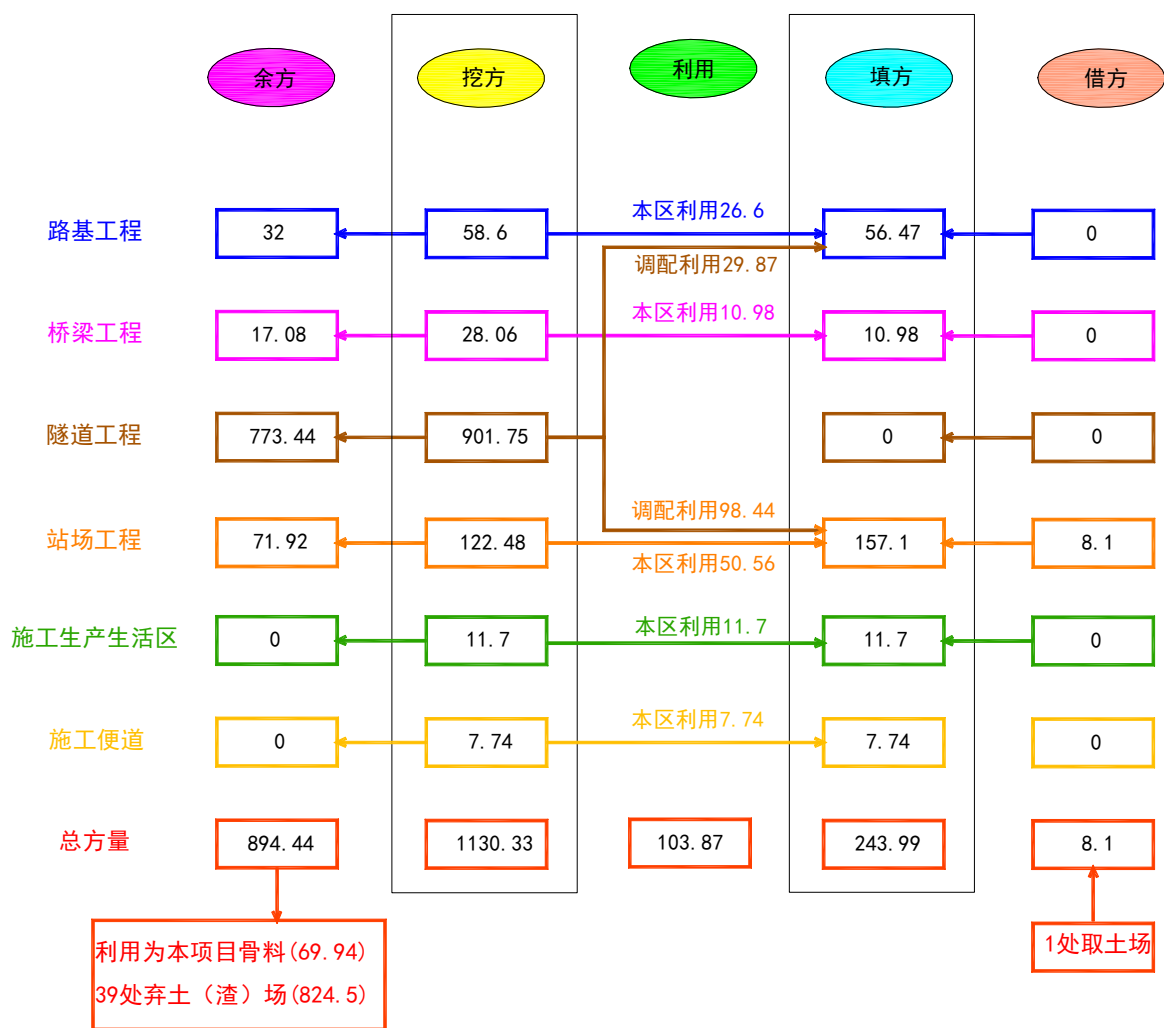 余方
挖方
利用
填方
借方
路基工程
32
58.6
本区利用26.6
56.47
0
调配利用29.87
桥梁工程
17.08
28.06
本区利用10.98
10.98
0
隧道工程
773.44
901.75
0
0
站场工程
71.92
122.48
调配利用98.44
157.1
8.1
本区利用50.56
施工生产生活区
0
11.7
本区利用11.7
11.7
0
施工便道
0
7.74
本区利用7.74
7.74
0
总方量
894.44
1130.33
103.87
243.99
8.1
利用为本项目骨料(69.94)
39处弃土（渣）场(824.5)
1处取土场